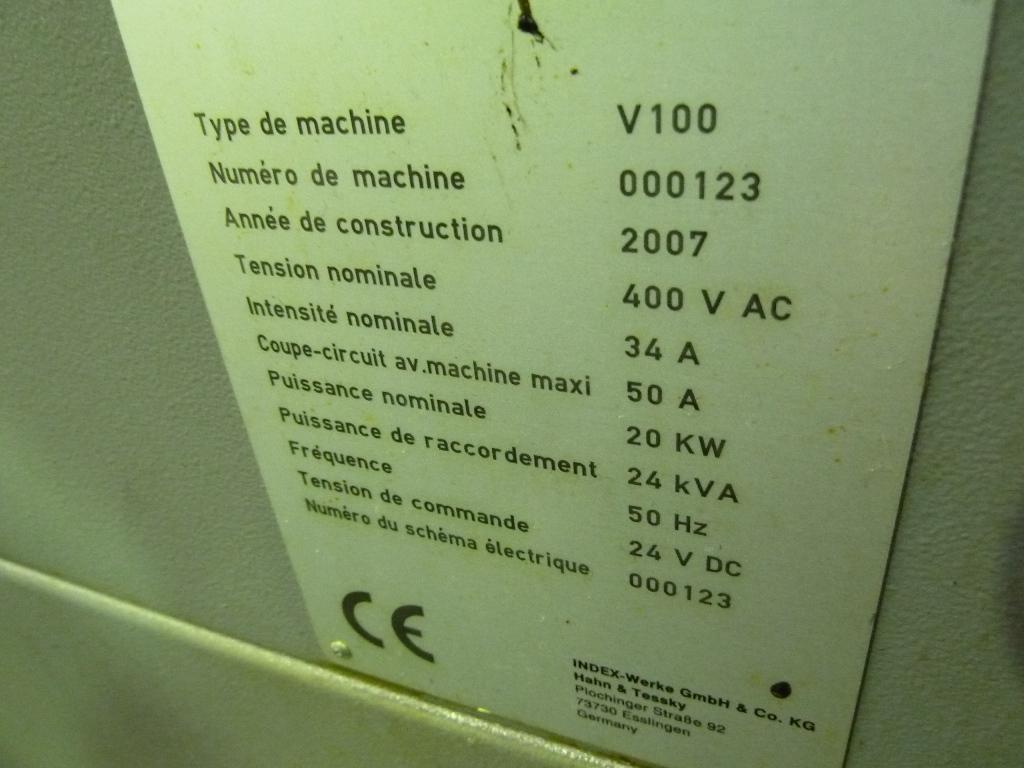 Type de machine V100
Numéro de machine 000123
Année de construction 2007
Tension nominale 400 V AC
Intensité nominale 34 A
Coupe-circuit av.machine maxi 50 A
Puissance nominale 20 KW
Puissance de raccordement 24 kVA
Fréquence 50 Hz
Tension de commande 24 V DC
Numéro du schéma électrique 000123
CE
INDEX-Werke GmbH & Co. KG
Hahn & Tessky
Plochinger Straße 92
73730 Esslingen
Germany